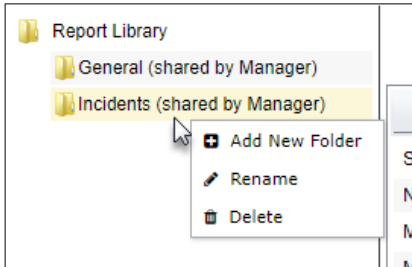 Report Library
General (shared by Manager)
Incidents (shared by Manager)
Add New Folder
Rename
Delete